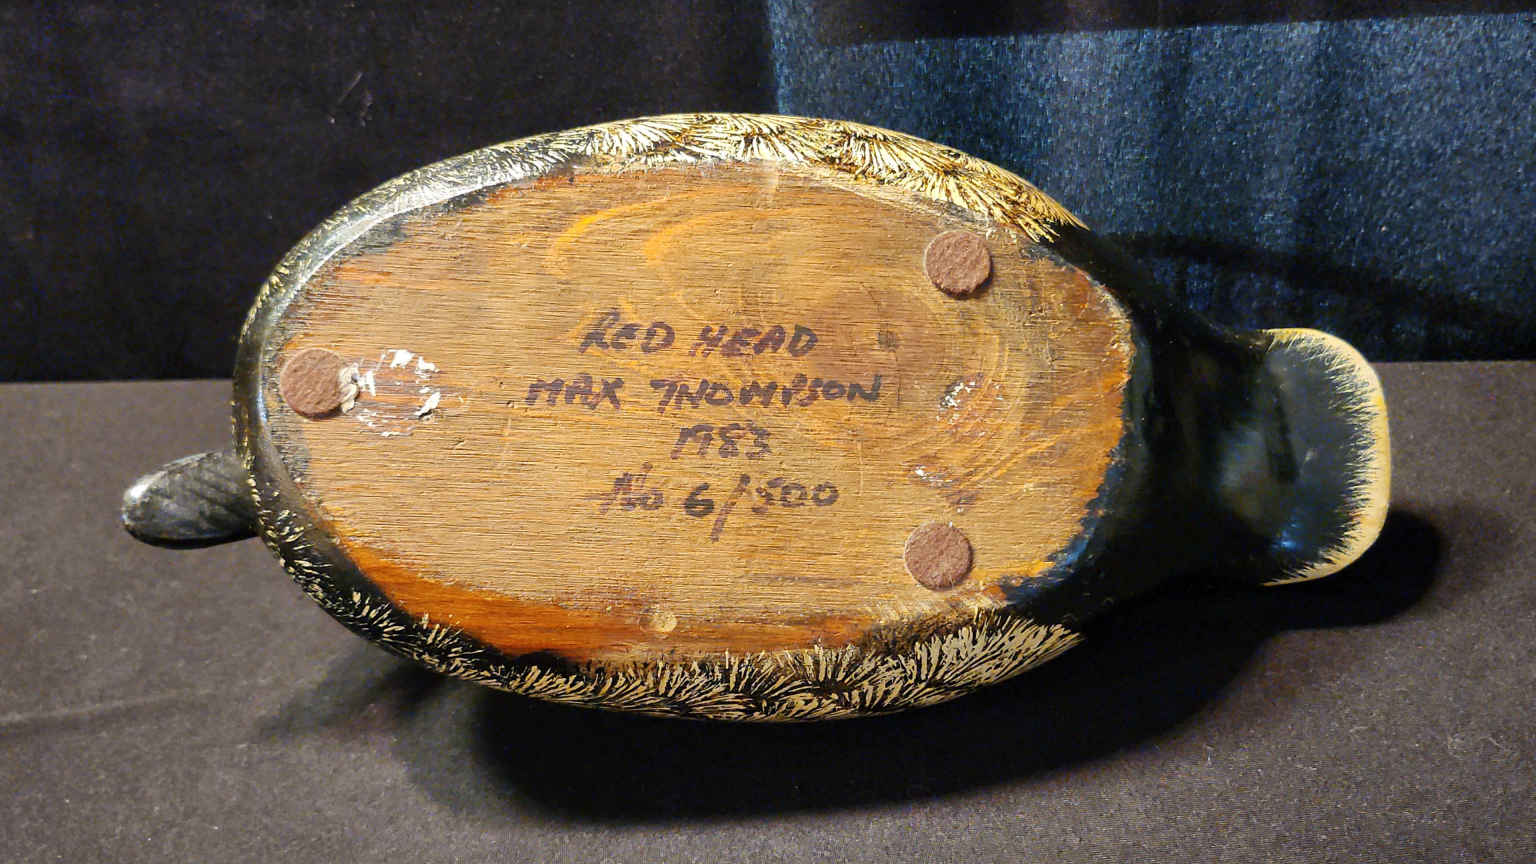 RED HEAD
MAX THOMPSON
1983
No 6/500